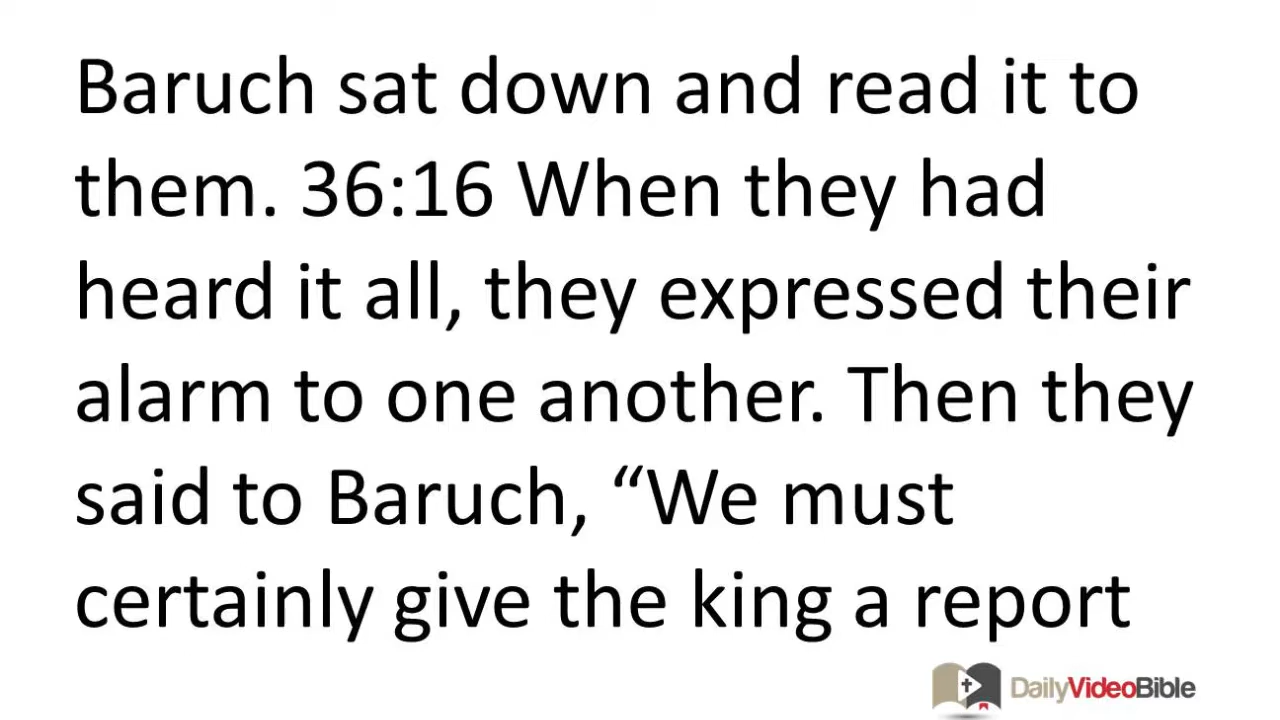 Baruch sat down and read it to
them. 36:16 When they had
heard it all, they expressed their
alarm to one another. Then they
said to Baruch, “We must
certainly give the king a report
DailyVideoBible